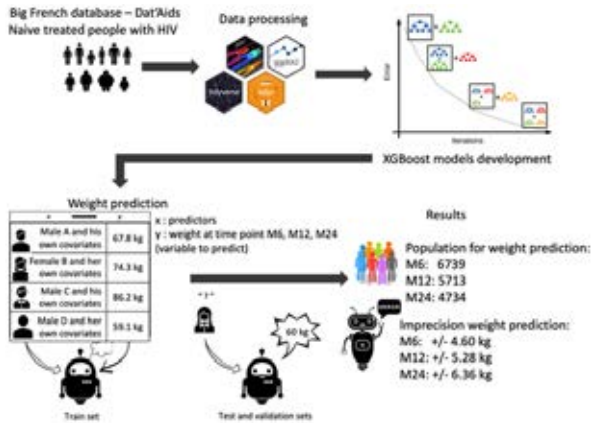 Big French database – Dat'Aids
Naive treated people with HIV
Data processing
ggplot2
tidyverse
Error
Iterations
XGBoost models development
Weight prediction
x : predictors
y : weight at time point M6, M12, M24
(variable to predict)
Male A and his
own covariates
67.8 kg
Female B and her
own covariates
74.3 kg
Male C and his
own covariates
86.2 kg
Male D and her
own covariates
59.1 kg
Train set
60 kg
Test and validation sets
Results
Population for weight prediction:
M6: 6739
M12: 5713
M24: 4734
Imprecision weight prediction:
M6: +/- 4.60 kg
M12: +/- 5.28 kg
M24: +/- 6.36 kg